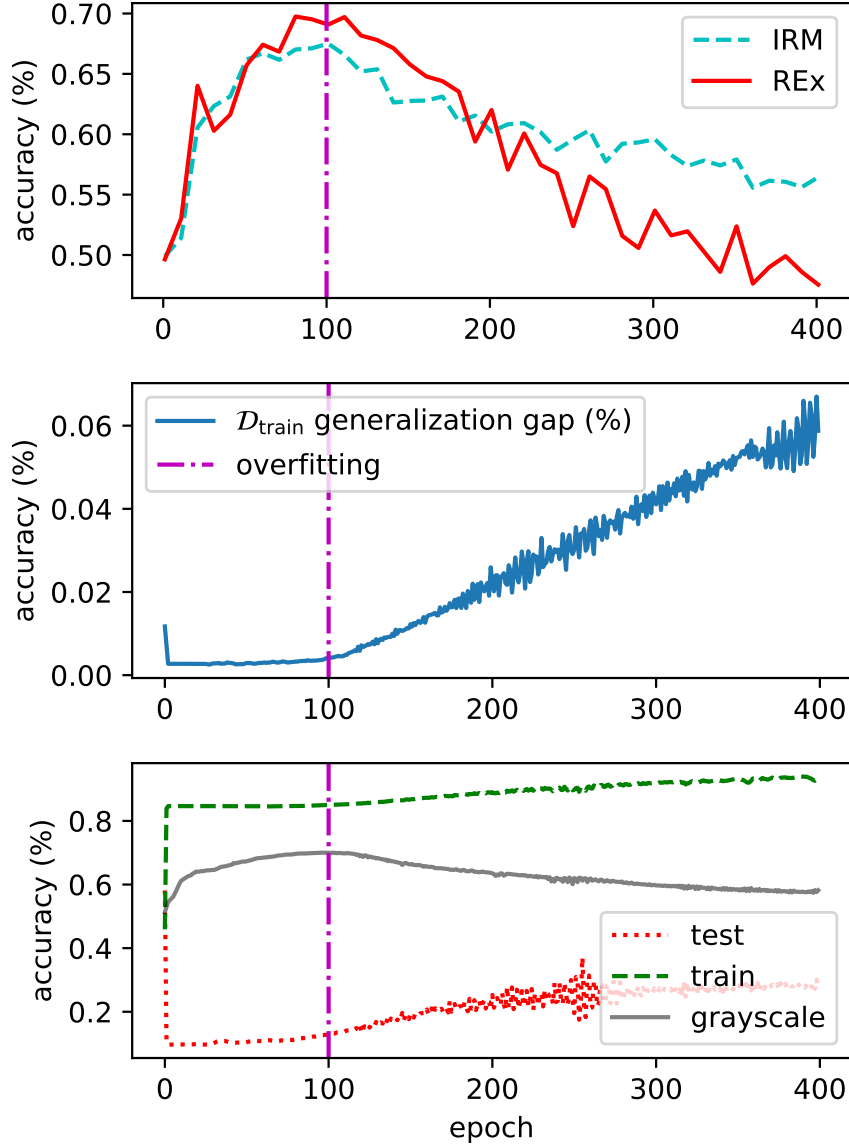 0.70
0.65
0.60
0.55
0.50
accuracy (%)
IRM
REx
0 100 200 300 400
0.06
0.04
0.02
0.00
accuracy (%)
𝒟train generalization gap (%)
overfitting
0 100 200 300 400
0.8
0.6
0.4
0.2
accuracy (%)
test
train
grayscale
0 100 200 300 400
epoch